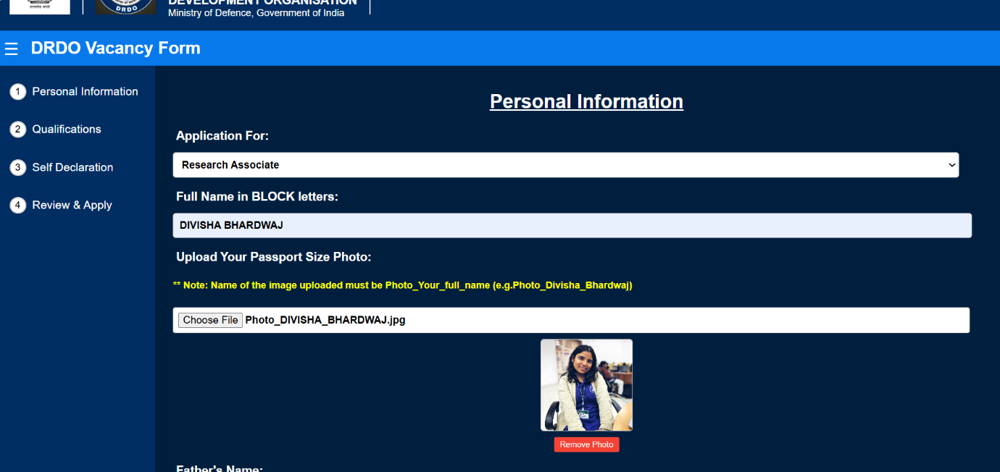 सत्यमेव जयते
DRDO
DEVELOPMENT ORGANISATION
Ministry of Defence, Government of India
☰ DRDO Vacancy Form
1 Personal Information
2 Qualifications
3 Self Declaration
4 Review & Apply
Personal Information
Application For:
Research Associate
Full Name in BLOCK letters:
DIVISHA BHARDWAJ
Upload Your Passport Size Photo:
** Note: Name of the image uploaded must be Photo_Your_full_name (e.g.Photo_Divisha_Bhardwaj)
Choose File Photo_DIVISHA_BHARDWAJ.jpg
Remove Photo
Father's Name: